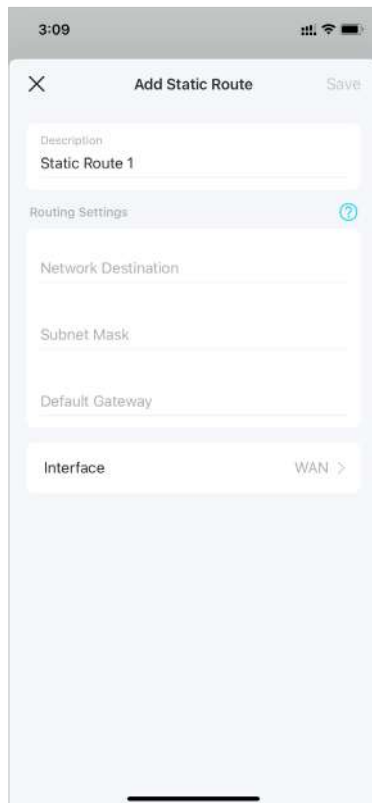 3:09
Add Static Route
Save
Description
Static Route 1
Routing Settings
?
Network Destination
Subnet Mask
Default Gateway
Interface
WAN >